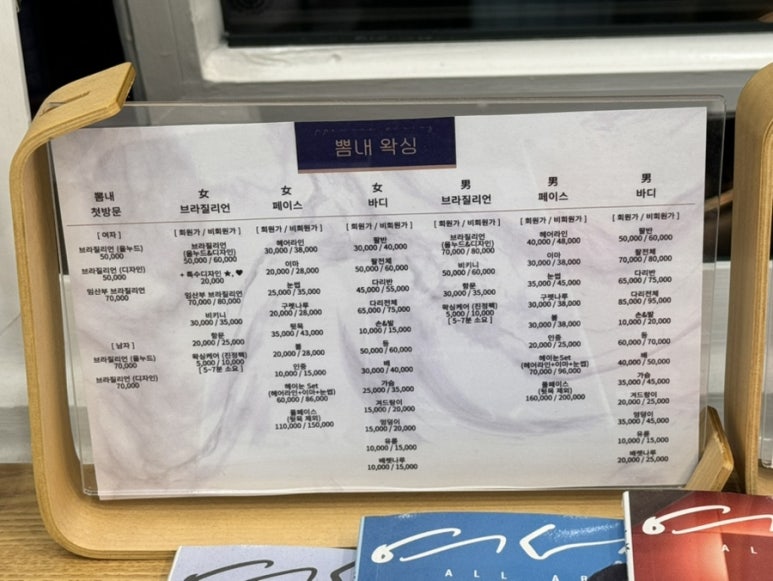 뽐내 왁싱
뽐내
첫방문
[ 여자 ]
브라질리언 (올누드)
50,000
브라질리언 (디자인)
50,000
임산부 브라질리언
70,000
[ 남자 ]
브라질리언 (올누드)
70,000
브라질리언 (디자인)
70,000
女
브라질리언
[ 회원가 / 비회원가 ]
브라질리언
(올누드&디자인)
50,000 / 60,000
+ 특수디자인 ★, ♥
20,000
임산부 브라질리언
70,000 / 80,000
비키니
30,000 / 35,000
항문
20,000 / 25,000
왁싱케어 (진정팩)
5,000 / 10,000
[ 5-7분 소요 ]
女
페이스
[ 회원가 / 비회원가 ]
헤어라인
30,000 / 38,000
이마
20,000 / 28,000
눈썹
25,000 / 35,000
구렛나루
20,000 / 28,000
뒷목
35,000 / 43,000
볼
20,000 / 28,000
인중
10,000 / 15,000
헤이눈 Set
(헤어라인+이마+눈썹)
60,000 / 86,000
풀페이스
(뒷목 제외)
110,000 / 150,000
女
바디
[ 회원가 / 비회원가 ]
팔반
30,000 / 40,000
팔전체
50,000 / 60,000
다리반
45,000 / 55,000
다리전체
65,000 / 75,000
손&발
10,000 / 15,000
등
50,000 / 60,000
배
30,000 / 40,000
가슴
25,000 / 35,000
겨드랑이
15,000 / 20,000
엉덩이
15,000 / 20,000
유륜
10,000 / 15,000
배렛나루
10,000 / 15,000
男
브라질리언
[ 회원가 / 비회원가 ]
브라질리언
(올누드&디자인)
70,000 / 80,000
비키니
50,000 / 60,000
항문
30,000 / 35,000
왁싱케어 (진정팩)
5,000 / 10,000
[ 5-7분 소요 ]
男
페이스
[ 회원가 / 비회원가 ]
헤어라인
40,000 / 48,000
이마
30,000 / 38,000
눈썹
35,000 / 45,000
구렛나루
30,000 / 38,000
볼
30,000 / 38,000
인중
20,000 / 25,000
헤이눈Set
(헤어라인+이마+눈썹)
70,000 / 96,000
풀페이스
(뒷목 제외)
160,000 / 200,000
男
바디
[ 회원가 / 비회원가 ]
팔반
50,000 / 60,000
팔전체
70,000 / 80,000
다리반
65,000 / 75,000
다리전체
85,000 / 95,000
손&발
10,000 / 20,000
등
60,000 / 70,000
배
40,000 / 50,000
가슴
35,000 / 45,000
겨드랑이
20,000 / 25,000
엉덩이
35,000 / 45,000
유륜
10,000 / 15,000
배렛나루
20,000 / 25,000